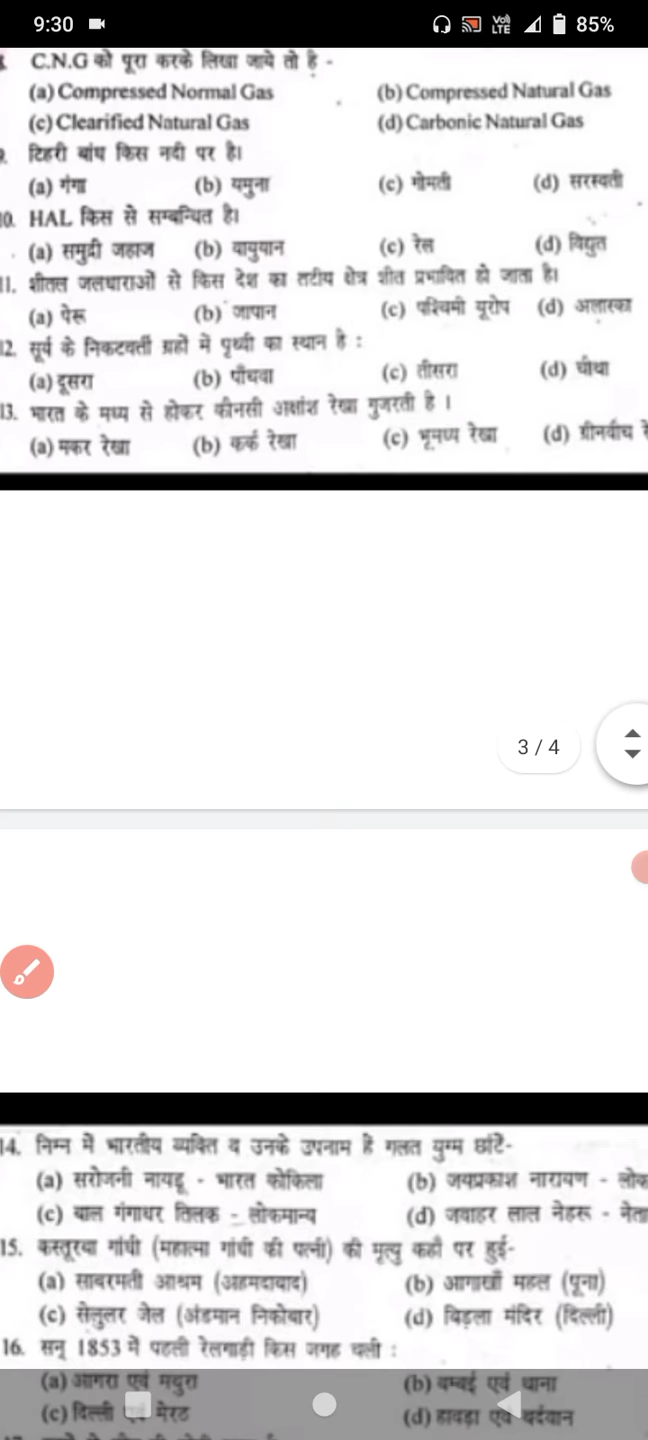 9:30 VoD LTE 85%
C.N.G को पूरा करके लिखा जाये तो है -
(a) Compressed Normal Gas (b) Compressed Natural Gas
(c) Clearified Natural Gas (d) Carbonic Natural Gas
टिहरी बांध किस नदी पर है।
(a) गंगा (b) यमुना (c) गोमती (d) सरस्वती
10. HAL किस से सम्बन्धित है।
(a) समुद्री जहाज (b) वायुयान (c) रेल (d) विद्युत
11. शीतल जलधाराओं से किस देश का तटीय क्षेत्र शीत प्रभावित हो जाता है।
(a) पेरू (b) जापान (c) पश्चिमी यूरोप (d) अलास्का
12. सूर्य के निकटवर्ती ग्रहों में पृथ्वी का स्थान है :
(a) दूसरा (b) पाँचवा (c) तीसरा (d) चौथा
13. भारत के मध्य से होकर कौनसी अक्षांश रेखा गुजरती है ।
(a) मकर रेखा (b) कर्क रेखा (c) भूमध्य रेखा (d) ग्रीनवीच रे
3 / 4
14. निम्न में भारतीय व्यक्ति व उनके उपनाम है गलत युग्म छांटे-
(a) सरोजनी नायडू - भारत कोकिला (b) जयप्रकाश नारायण - लोक
(c) बाल गंगाधर तिलक - लोकमान्य (d) जवाहर लाल नेहरू - नेता
15. कस्तूरबा गांधी (महात्मा गांधी की पत्नी) की मृत्यु कहाँ पर हुई-
(a) साबरमती आश्रम (अहमदाबाद) (b) आगाखाँ महल (पूना)
(c) सेलुलर जेल (अंडमान निकोबार) (d) बिड़ला मंदिर (दिल्ली)
16. सन् 1853 में पहली रेलगाड़ी किस जगह चली :
(a) आगरा एवं मथुरा (b) बम्बई एवं थाना
(c) दिल्ली एवं मेरठ (d) हावड़ा एवं बर्दवान